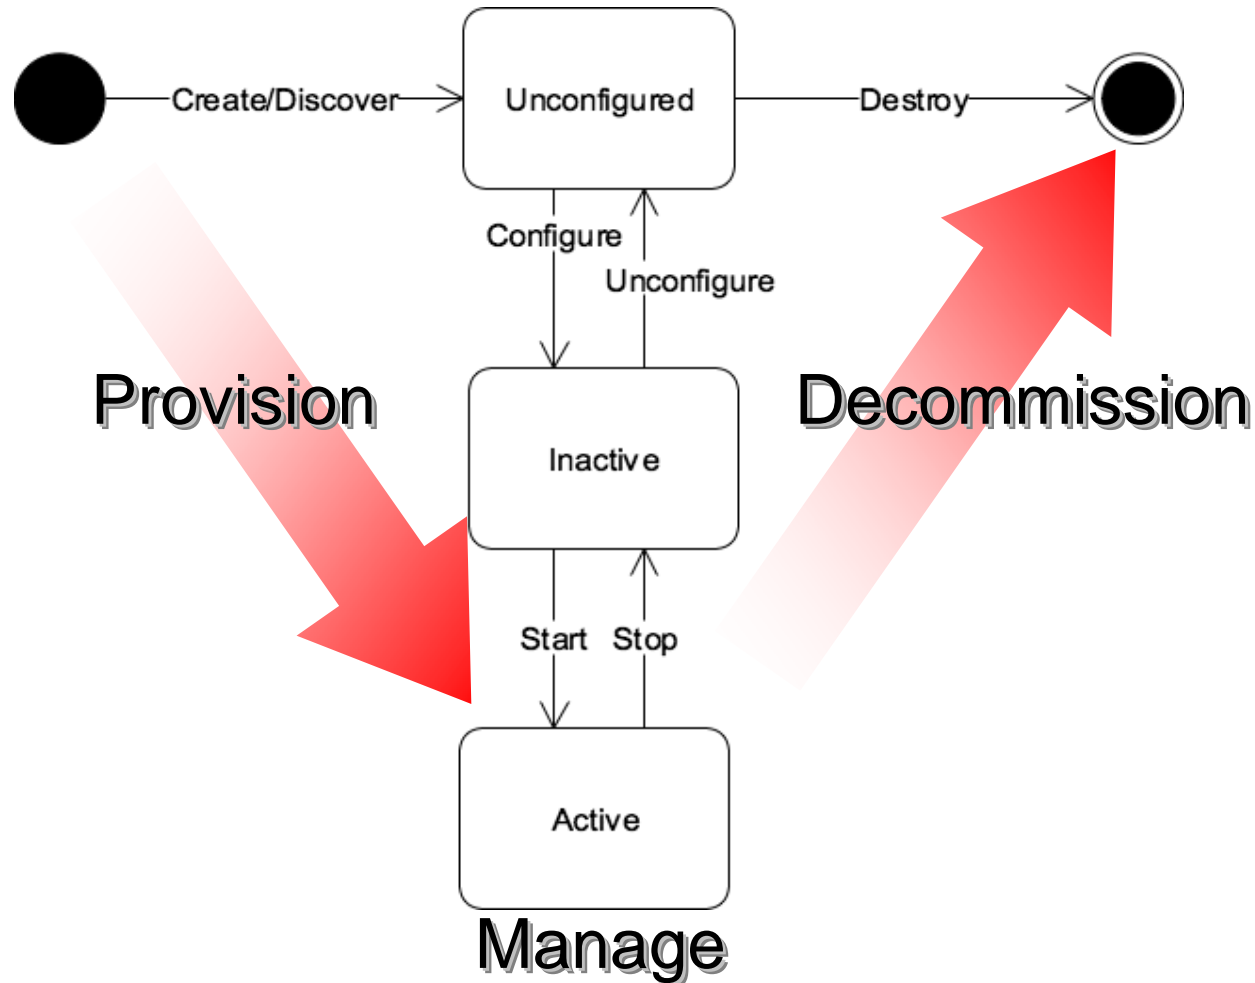 Create/Discover
Unconfigured
Destroy
Configure
Unconfigure
Provision
Decommission
Inactive
Start
Stop
Active
Manage